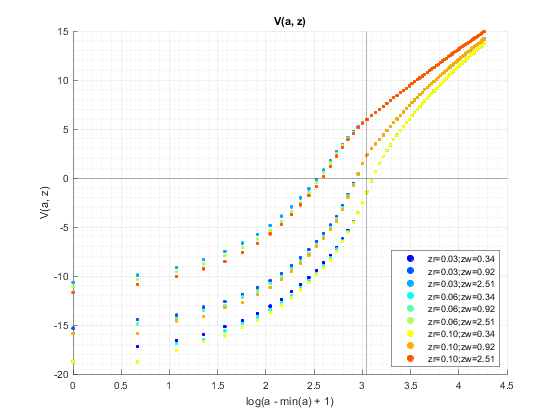 V(a, z)
15
10
5
0
-5
-10
-15
-20
V(a, z)
0
0.5
1
1.5
2
2.5
3
3.5
4
4.5
log(a - min(a) + 1)
zr=0.03;zw=0.34
zr=0.03;zw=0.92
zr=0.03;zw=2.51
zr=0.06;zw=0.34
zr=0.06;zw=0.92
zr=0.06;zw=2.51
zr=0.10;zw=0.34
zr=0.10;zw=0.92
zr=0.10;zw=2.51